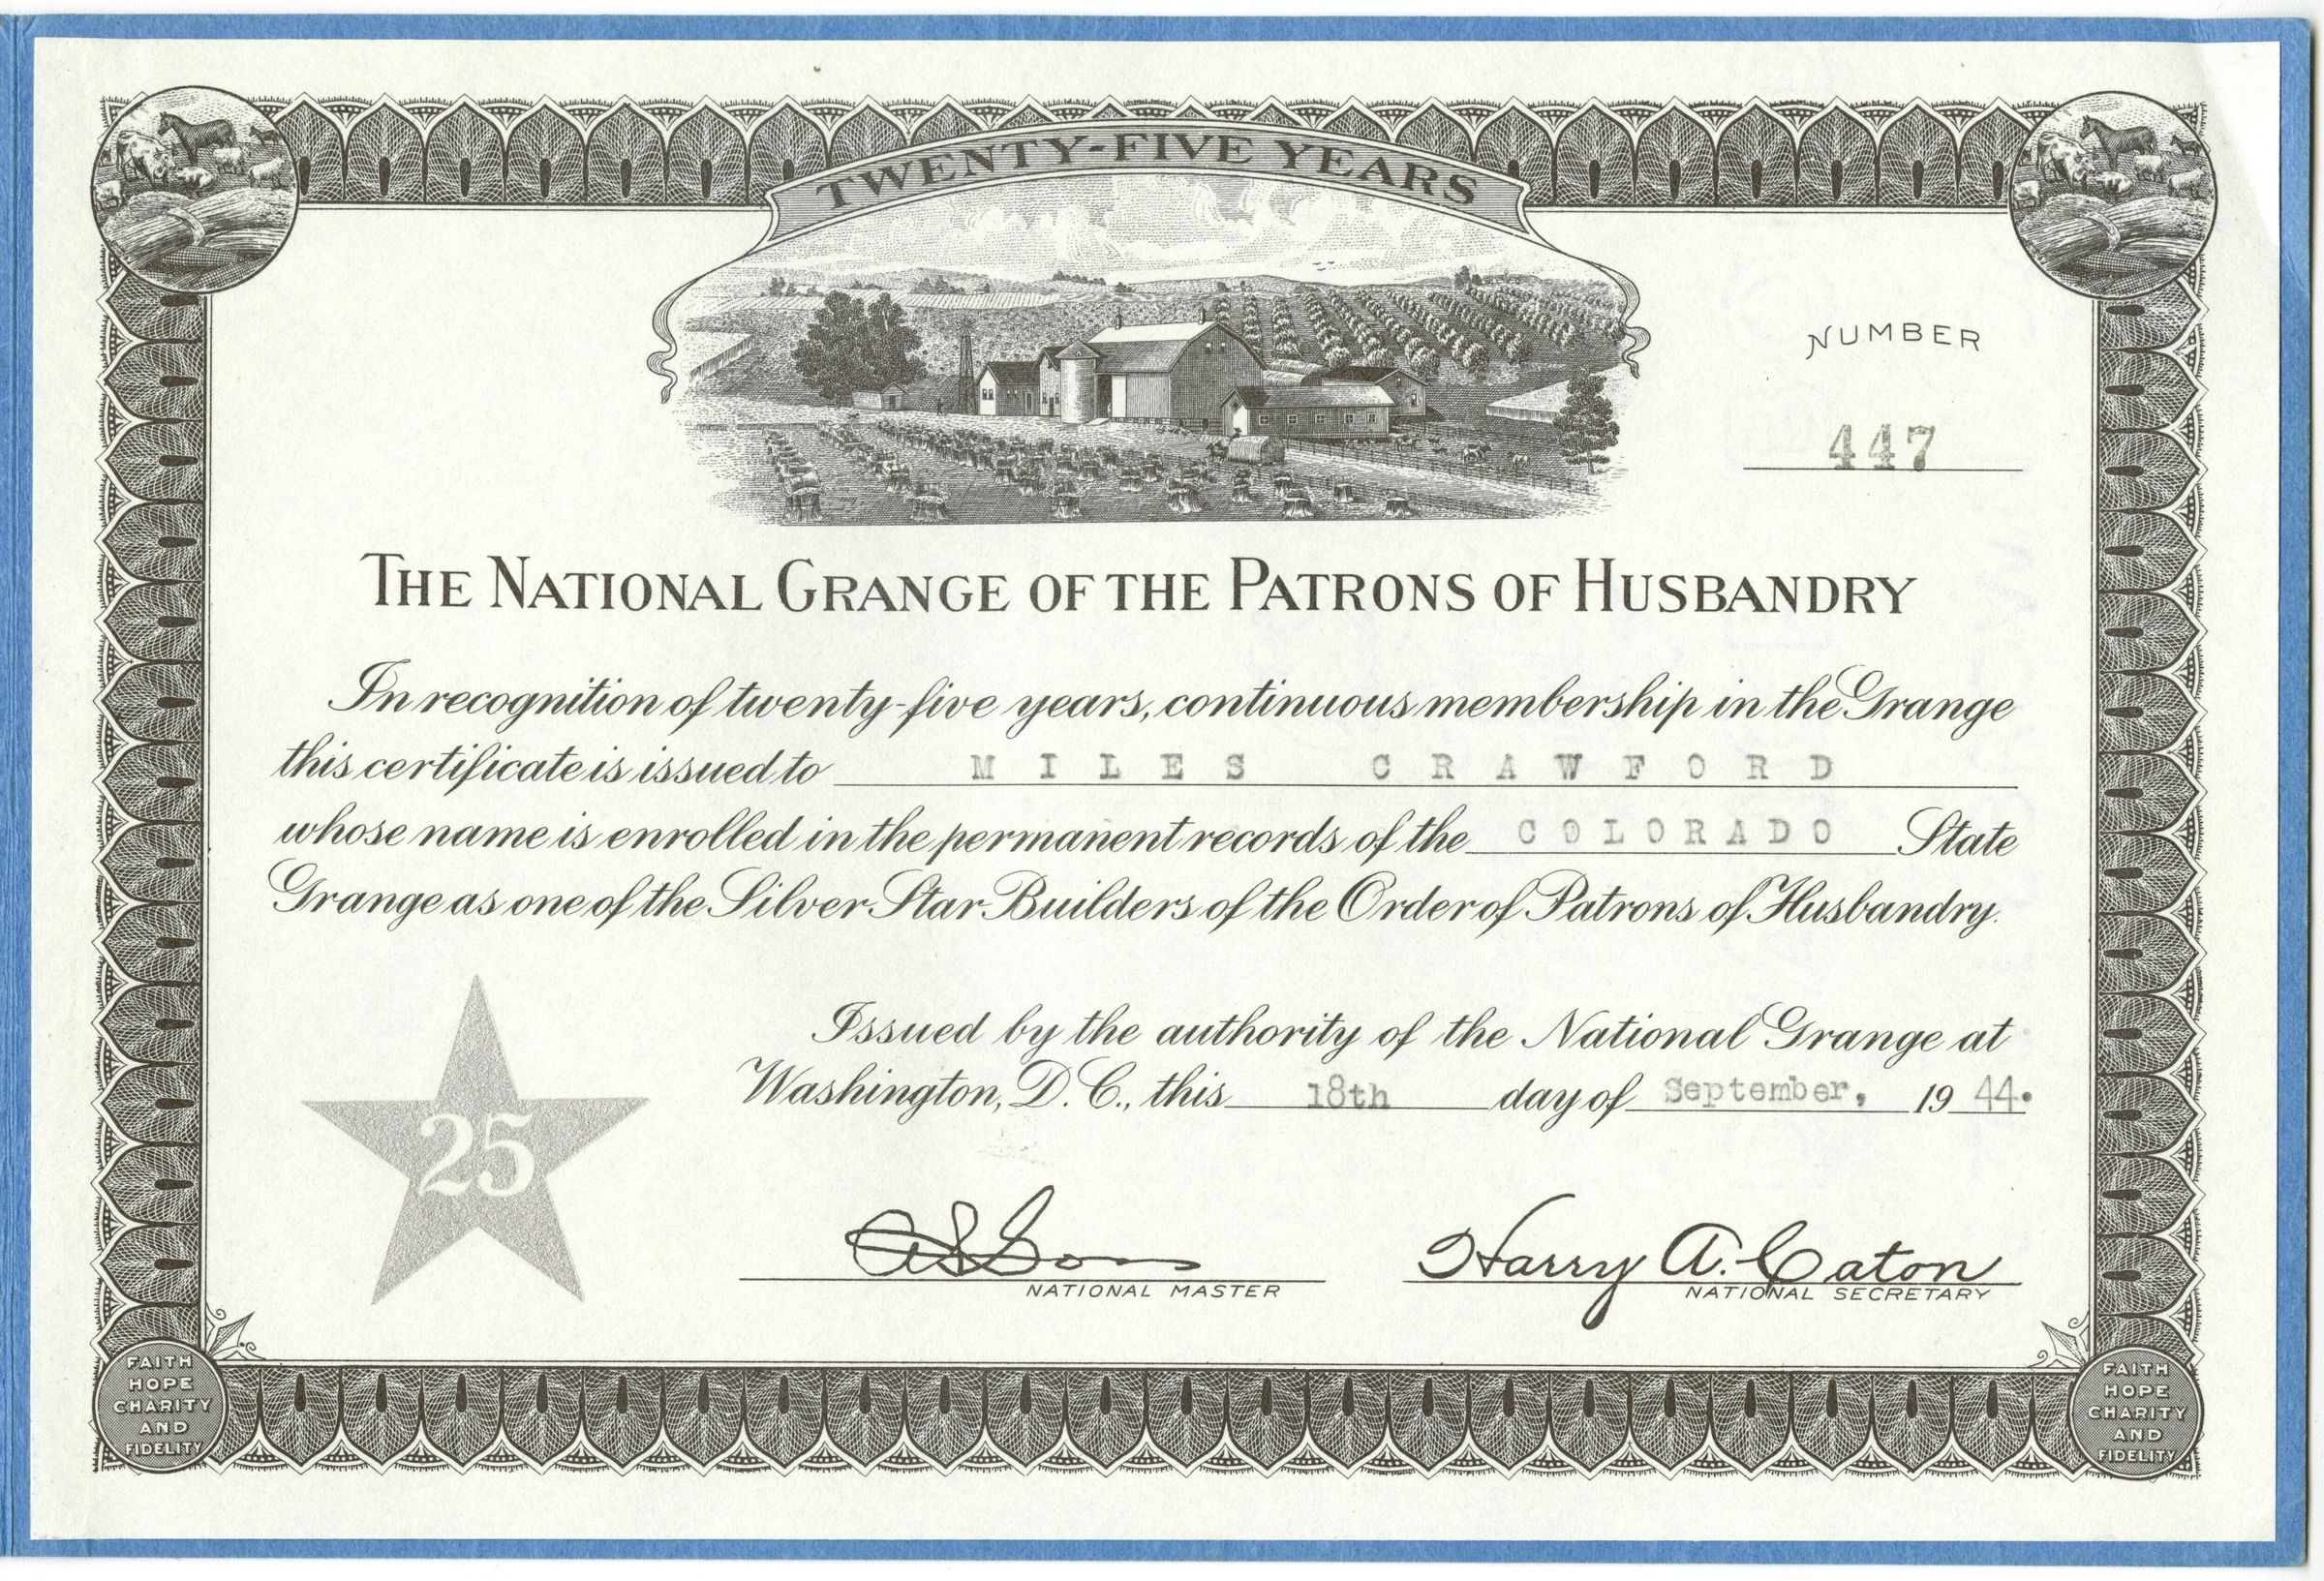 TWENTY-FIVE YEARS
NUMBER
447
THE NATIONAL GRANGE OF THE PATRONS OF HUSBANDRY
In recognition of twenty-five years, continuous membership in the Grange
this certificate is issued to MILES CRAWFORD
whose name is enrolled in the permanent records of the COLORADO State
Grange as one of the Silver Star Builders of the Order of Patrons of Husbandry.
25
Issued by the authority of the National Grange at
Washington, D. C., this 18th day of September, 19 44.
Harry A. Caton
NATIONAL MASTER
NATIONAL SECRETARY
FAITH
HOPE
CHARITY
AND
FIDELITY
FAITH
HOPE
CHARITY
AND
FIDELITY